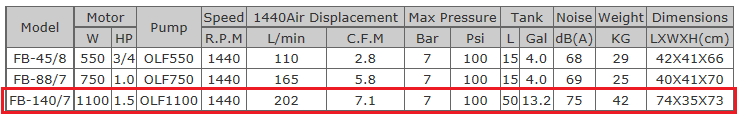 Model Motor Pump Speed 1440Air Displacement Max Pressure Tank Noise Weight Dimensions
W HP R.P.M L/min C.F.M Bar Psi L Gal dB(A) KG LXWXH(cm)
FB-45/8 550 3/4 OLF550 1440 110 2.8 7 100 15 4.0 68 29 42X41X66
FB-88/7 750 1.0 OLF750 1440 165 5.8 7 100 15 4.0 69 25 40X41X70
FB-140/7 1100 1.5 OLF1100 1440 202 7.1 7 100 50 13.2 75 42 74X35X73